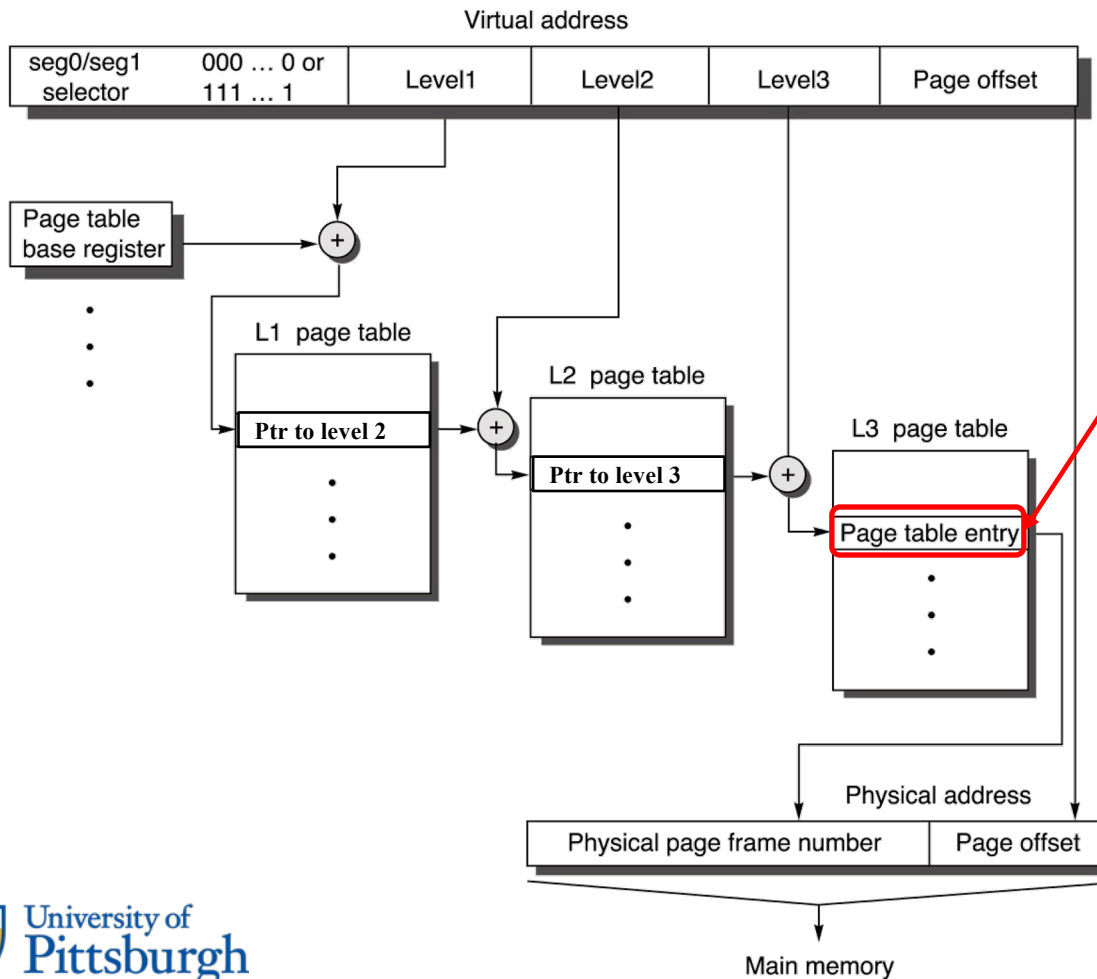 Virtual address
seg0/seg1 000 … 0 or
selector 111 … 1
Level1
Level2
Level3
Page offset
Page table
base register
+
L1 page table
Ptr to level 2
+
L2 page table
Ptr to level 3
+
L3 page table
Page table entry
Physical address
Physical page frame number
Page offset
Main memory
University of
Pittsburgh